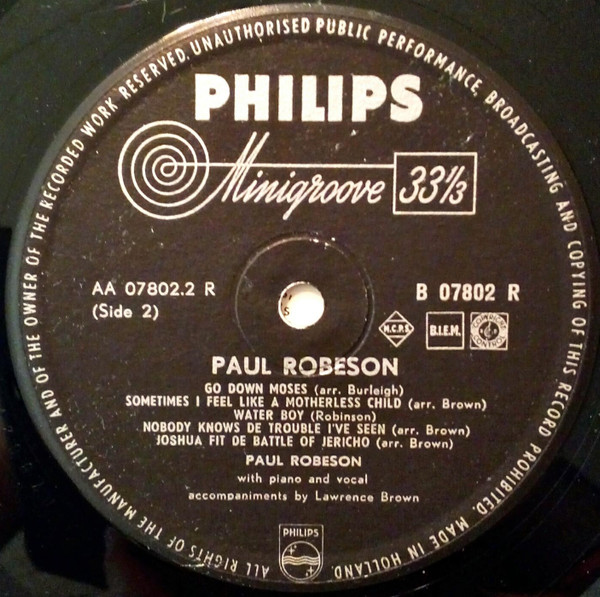 ALL RIGHTS OF THE MANUFACTURER AND OF THE OWNER OF THE RECORDED WORK RESERVED. UNAUTHORISED PUBLIC PERFORMANCE, BROADCASTING AND COPYING OF THIS RECORD PROHIBITED. MADE IN HOLLAND.
PHILIPS
Minigroove 33 1/3
AA 07802.2 R
(Side 2)
B 07802 R
M.C.P.S.
B.I.E.M.
COPYRIGHT CONTROL
PAUL ROBESON
GO DOWN MOSES (arr. Burleigh)
SOMETIMES I FEEL LIKE A MOTHERLESS CHILD (arr. Brown)
WATER BOY (Robinson)
NOBODY KNOWS DE TROUBLE I'VE SEEN (arr. Brown)
JOSHUA FIT DE BATTLE OF JERICHO (arr. Brown)
PAUL ROBESON
with piano and vocal
accompaniments by Lawrence Brown
PHILIPS